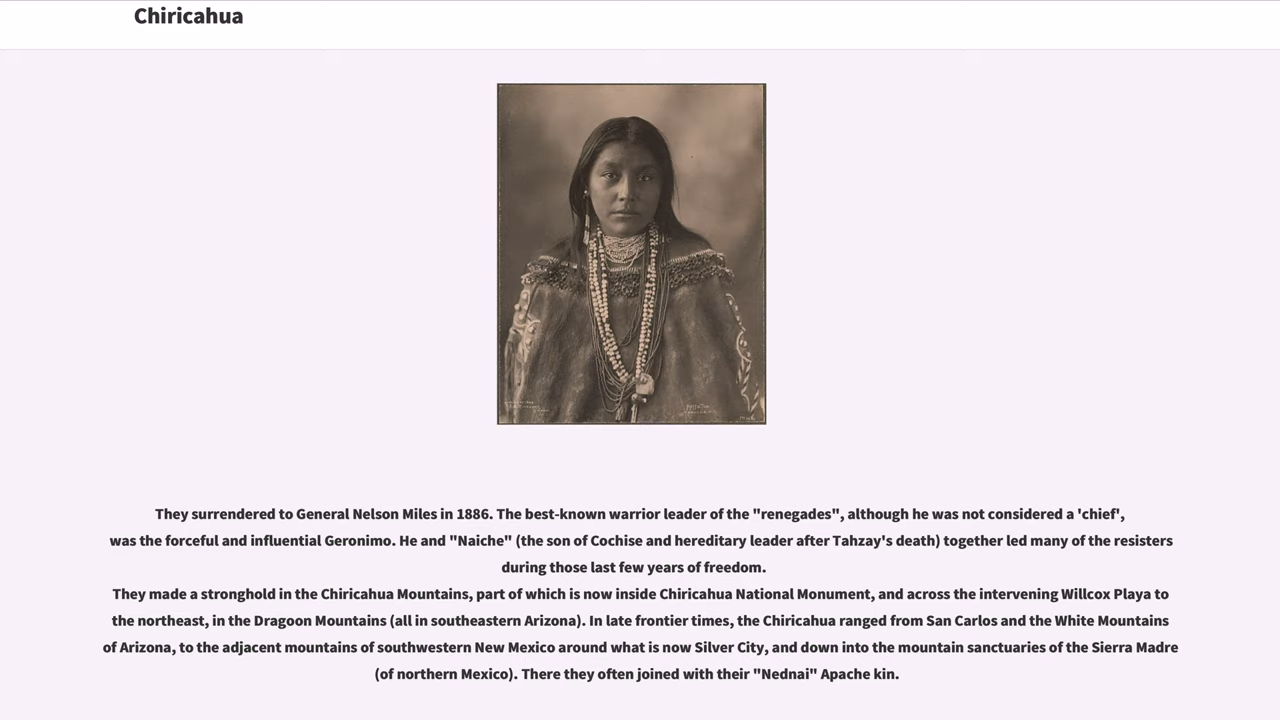 Chiricahua
They surrendered to General Nelson Miles in 1886. The best-known warrior leader of the "renegades", although he was not considered a 'chief',
was the forceful and influential Geronimo. He and "Naiche" (the son of Cochise and hereditary leader after Tahzay's death) together led many of the resisters
during those last few years of freedom.
They made a stronghold in the Chiricahua Mountains, part of which is now inside Chiricahua National Monument, and across the intervening Willcox Playa to
the northeast, in the Dragoon Mountains (all in southeastern Arizona). In late frontier times, the Chiricahua ranged from San Carlos and the White Mountains
of Arizona, to the adjacent mountains of southwestern New Mexico around what is now Silver City, and down into the mountain sanctuaries of the Sierra Madre
(of northern Mexico). There they often joined with their "Nednai" Apache kin.